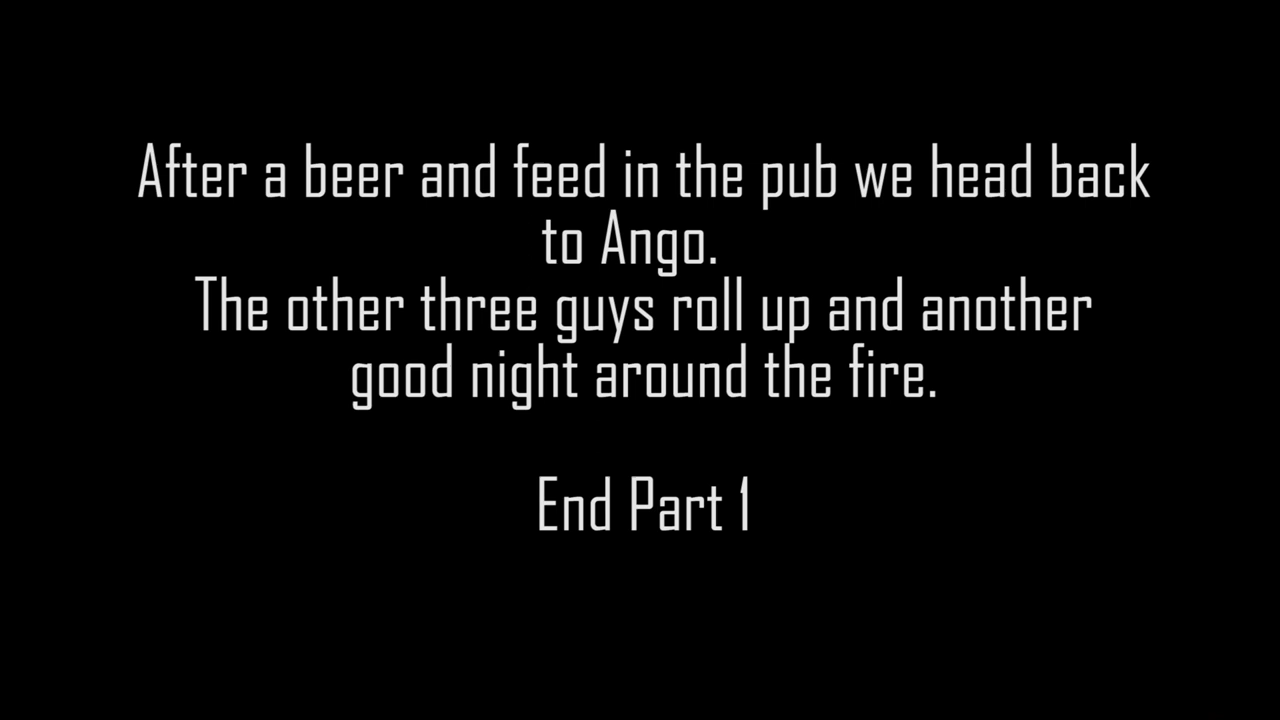 After a beer and feed in the pub we head back
to Ango.
The other three guys roll up and another
good night around the fire.
End Part 1